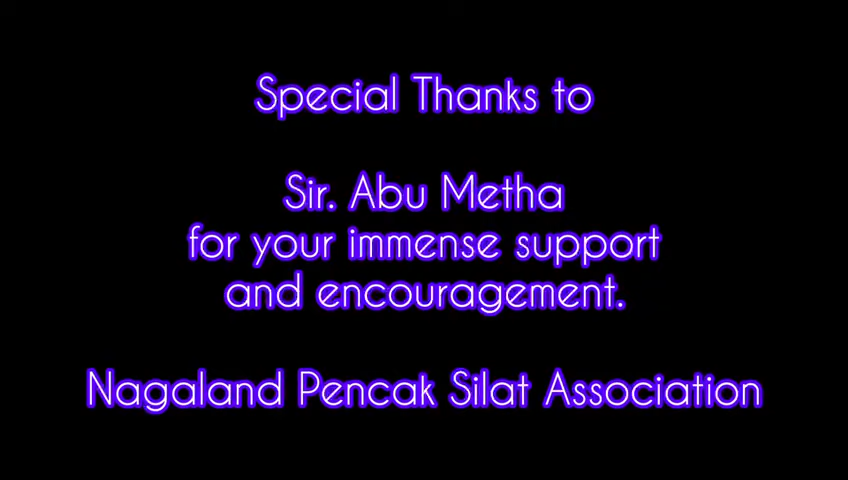 Special Thanks to
Sir. Abu Metha
for your immense support
and encouragement.
Nagaland Pencak Silat Association